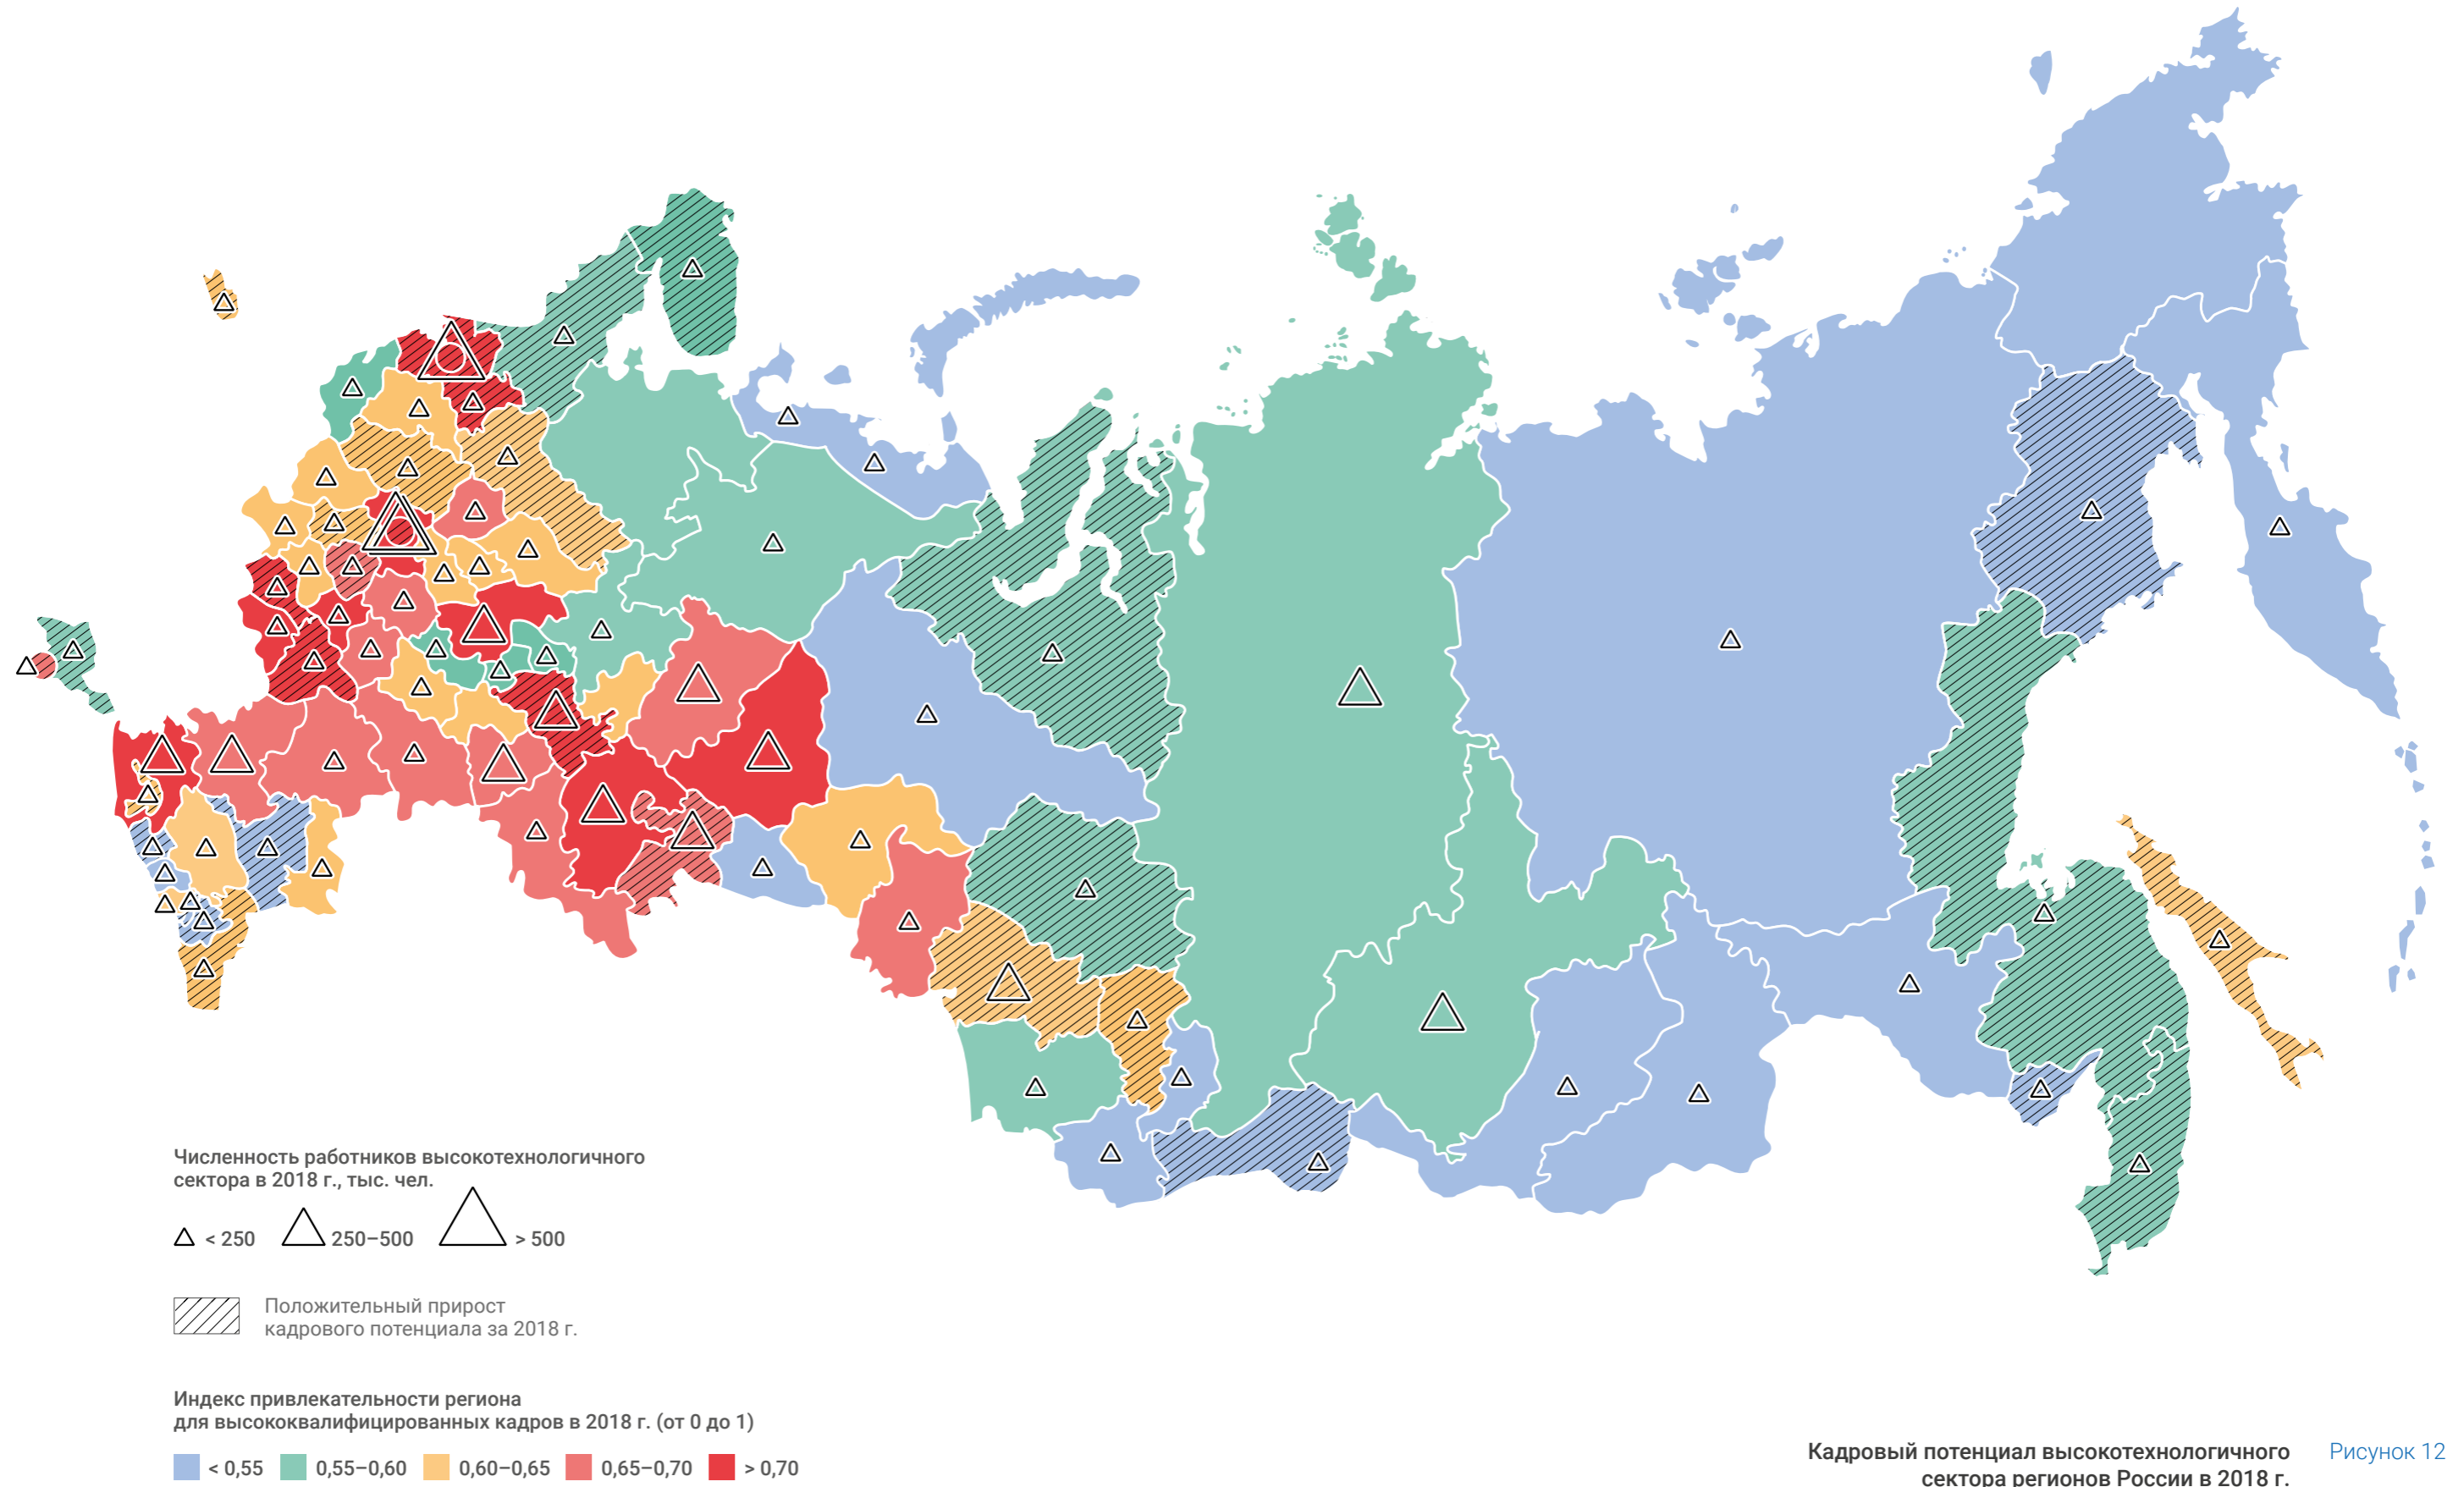 Численность работников высокотехнологичного
сектора в 2018 г., тыс. чел.
< 250
250–500
> 500
Положительный прирост
кадрового потенциала за 2018 г.
Индекс привлекательности региона
для высококвалифицированных кадров в 2018 г. (от 0 до 1)
< 0,55
0,55–0,60
0,60–0,65
0,65–0,70
> 0,70
Кадровый потенциал высокотехнологичного
сектора регионов России в 2018 г.
Рисунок 12